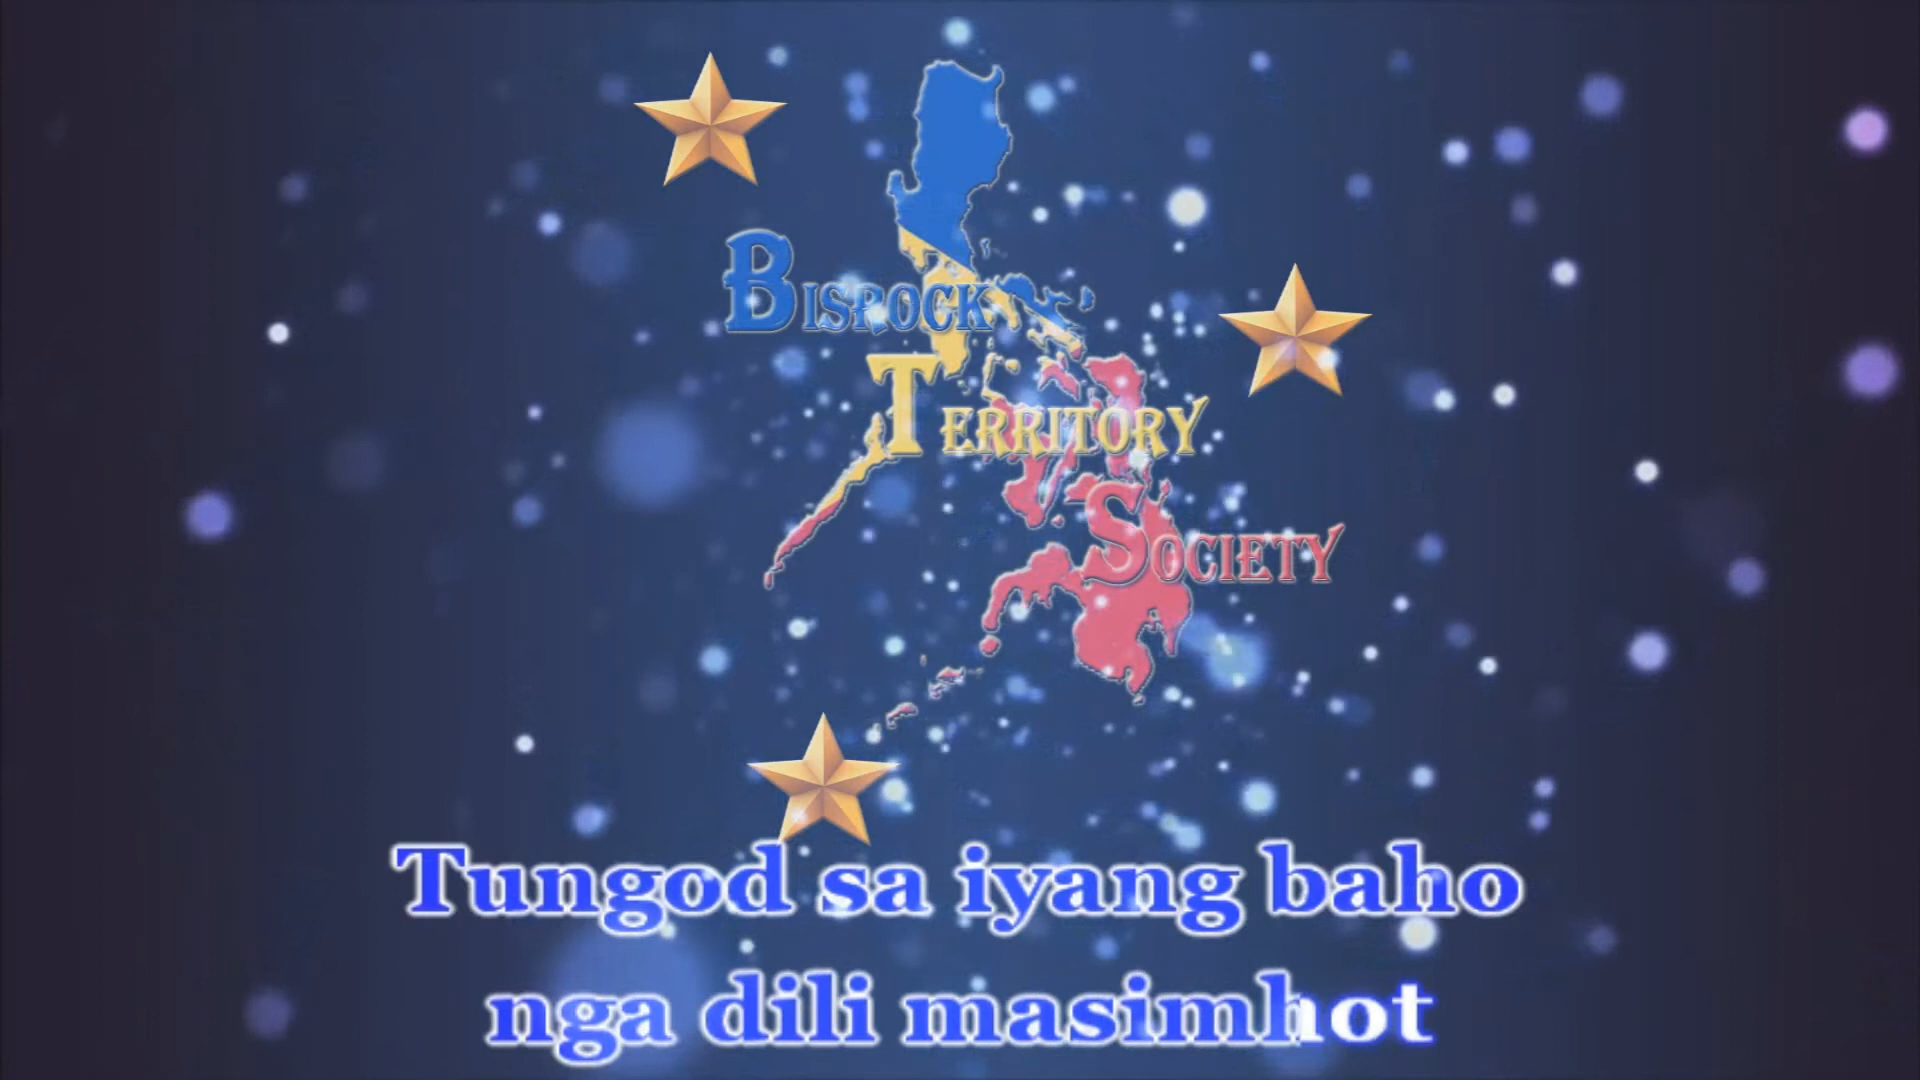 Bisrock
Territory
Society
Tungod sa iyang baho
nga dili masimhot